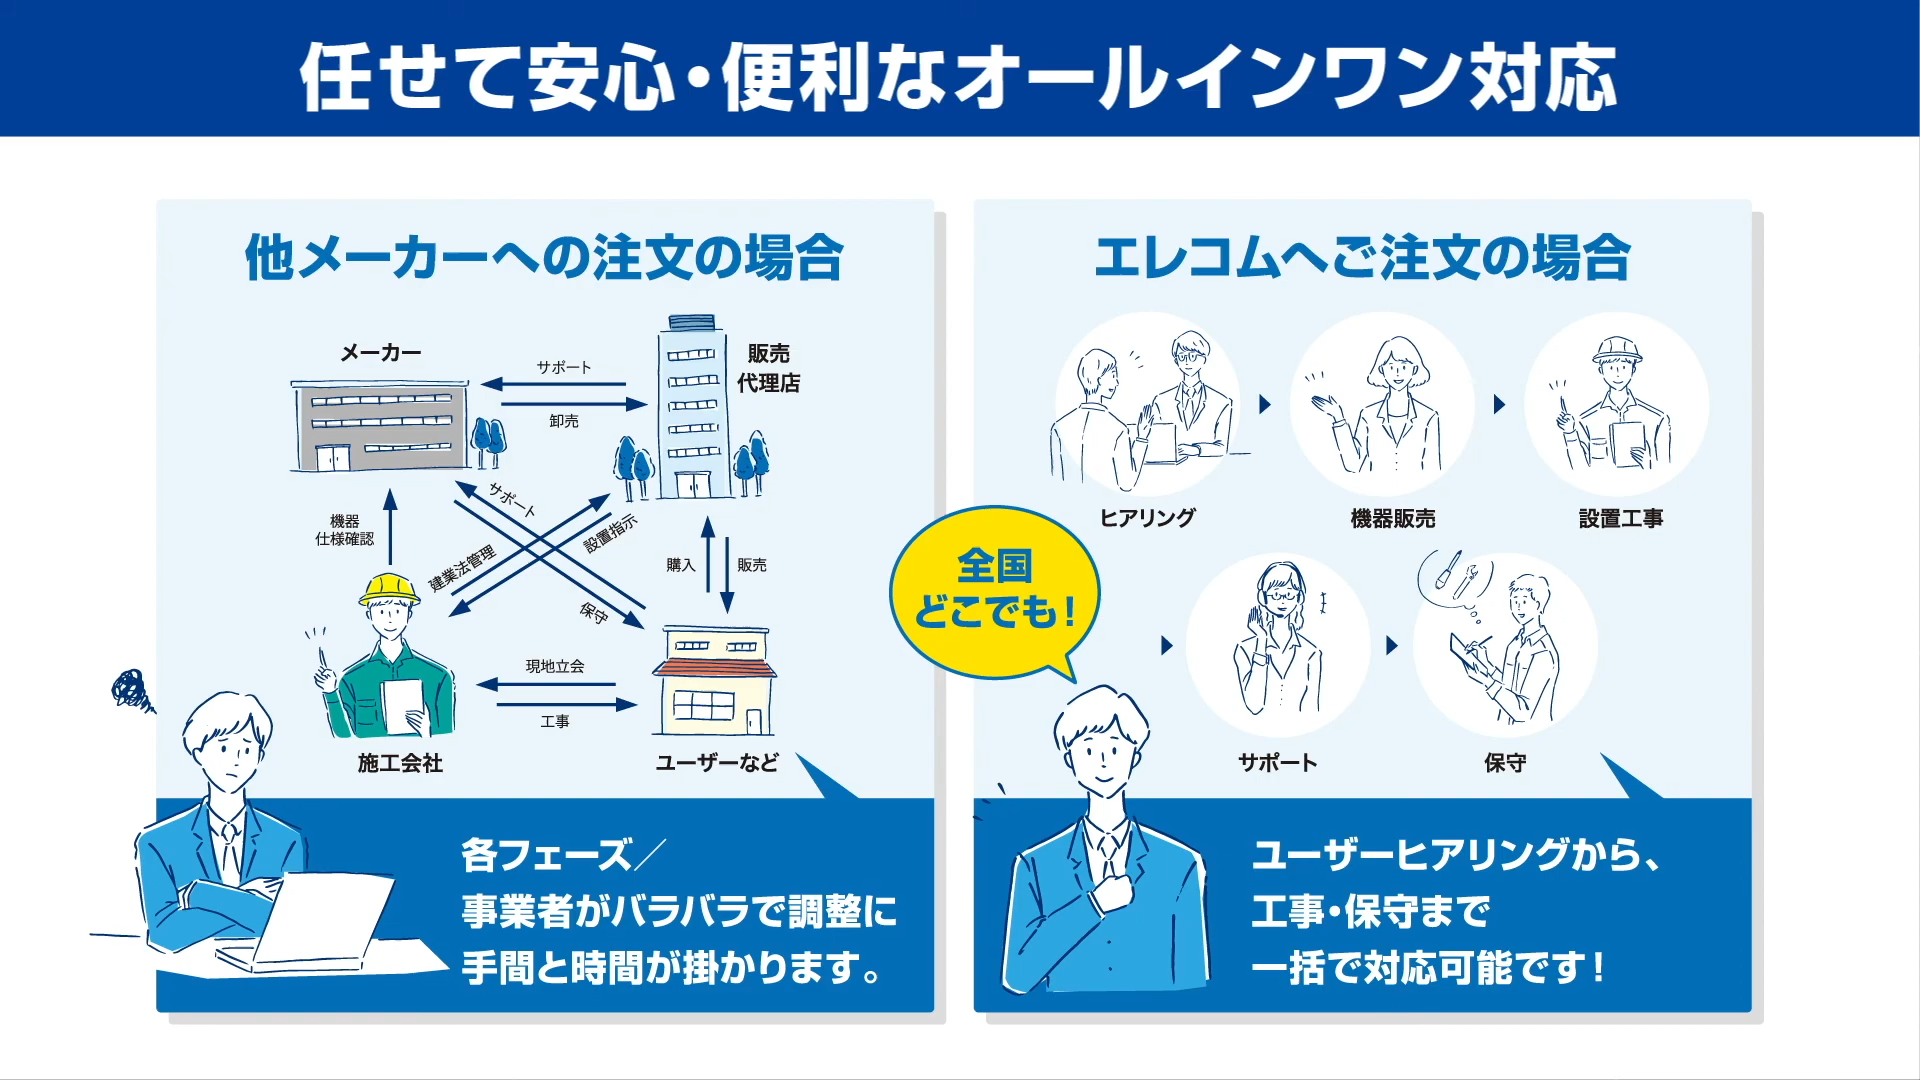 任せて安心・便利なオールインワン対応
他メーカーへの注文の場合
メーカー
販売
代理店
サポート
卸売
機器
仕様確認
サポート
設置指示
建業法管理
保守
購入
販売
現地立会
工事
施工会社
ユーザーなど
各フェーズ／
事業者がバラバラで調整に
手間と時間が掛かります。
全国
どこでも！
エレコムへご注文の場合
ヒアリング
機器販売
設置工事
サポート
保守
ユーザーヒアリングから、
工事・保守まで
一括で対応可能です！